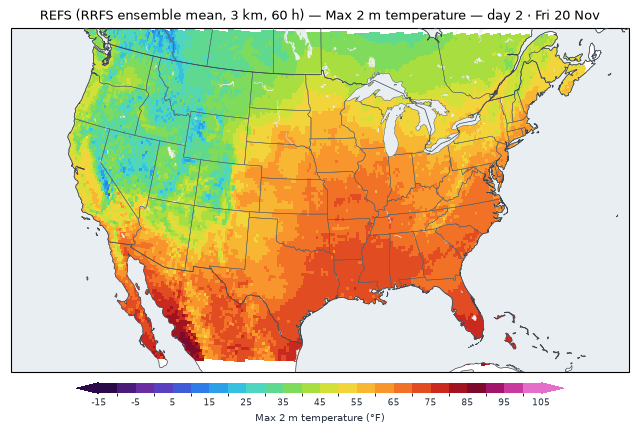 REFS (RRFS ensemble mean, 3 km, 60 h) — Max 2 m temperature — day 2 · Fri 20 Nov
-15 -5 5 15 25 35 45 55 65 75 85 95 105
Max 2 m temperature (°F)